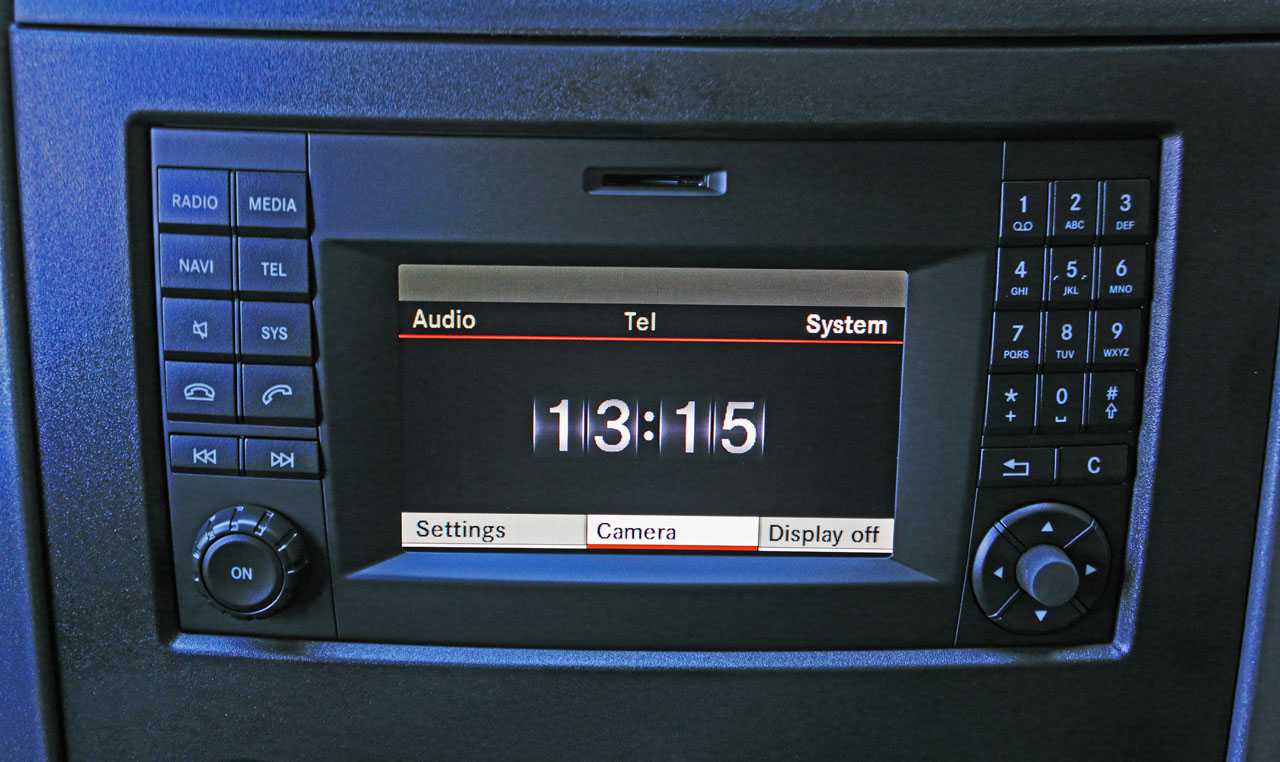 RADIO MEDIA
NAVI TEL
SYS
ON
Audio Tel System
13:15
Settings Camera Display off
1 2 3
ABC DEF
4 5 6
GHI JKL MNO
7 8 9
PQRS TUV WXYZ
* 0 #
+
C